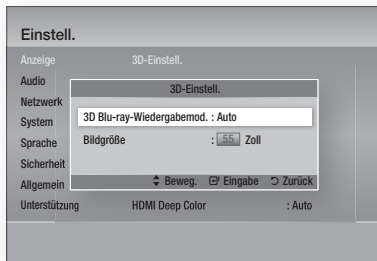 Einstell.
Anzeige 3D-Einstell.
Audio
3D-Einstell.
Netzwerk
3D Blu-ray-Wiedergabemod. : Auto
System
Sprache
Bildgröße : 55 Zoll
Sicherheit
Allgemein
Beweg. Eingabe Zurück
Unterstützung HDMI Deep Color : Auto